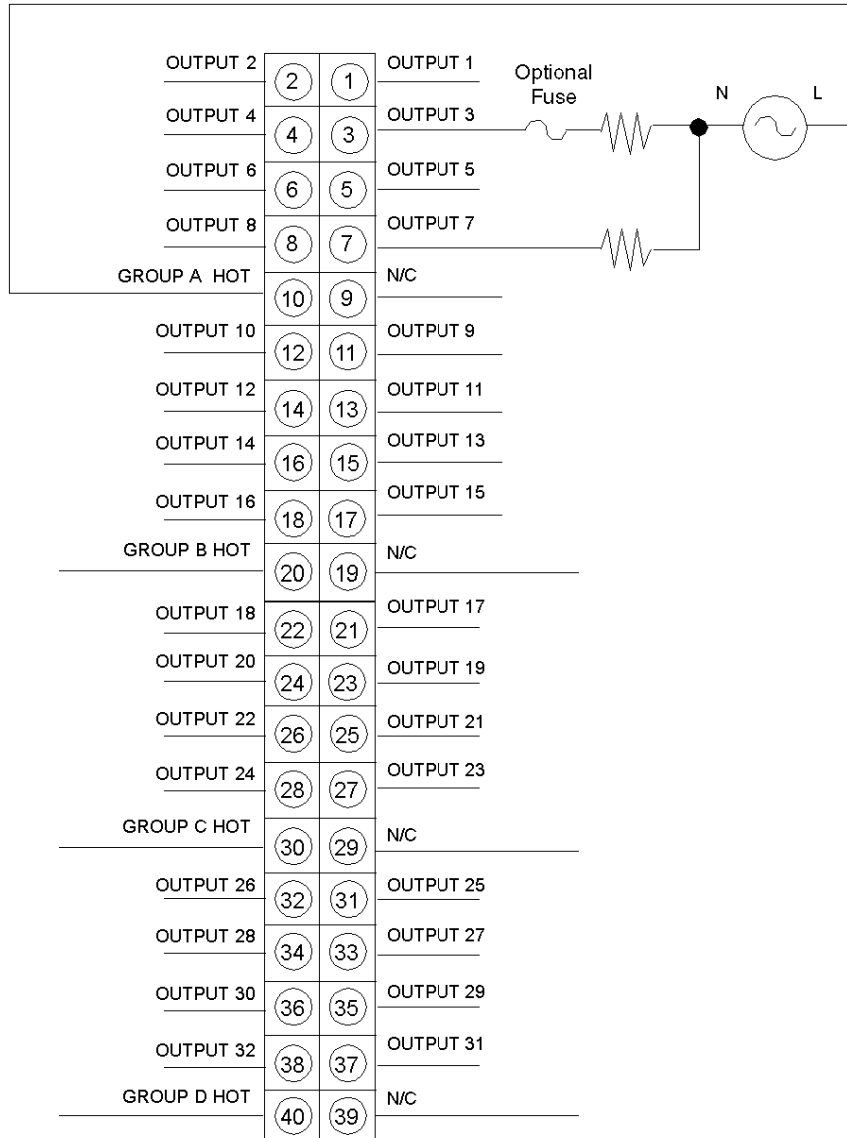 OUTPUT 2 2 1 OUTPUT 1
Optional
Fuse
N L
OUTPUT 4 4 3 OUTPUT 3
OUTPUT 6 6 5 OUTPUT 5
OUTPUT 8 8 7 OUTPUT 7
GROUP A HOT 10 9 N/C
OUTPUT 10 12 11 OUTPUT 9
OUTPUT 12 14 13 OUTPUT 11
OUTPUT 14 16 15 OUTPUT 13
OUTPUT 16 18 17 OUTPUT 15
GROUP B HOT 20 19 N/C
OUTPUT 18 22 21 OUTPUT 17
OUTPUT 20 24 23 OUTPUT 19
OUTPUT 22 26 25 OUTPUT 21
OUTPUT 24 28 27 OUTPUT 23
GROUP C HOT 30 29 N/C
OUTPUT 26 32 31 OUTPUT 25
OUTPUT 28 34 33 OUTPUT 27
OUTPUT 30 36 35 OUTPUT 29
OUTPUT 32 38 37 OUTPUT 31
GROUP D HOT 40 39 N/C